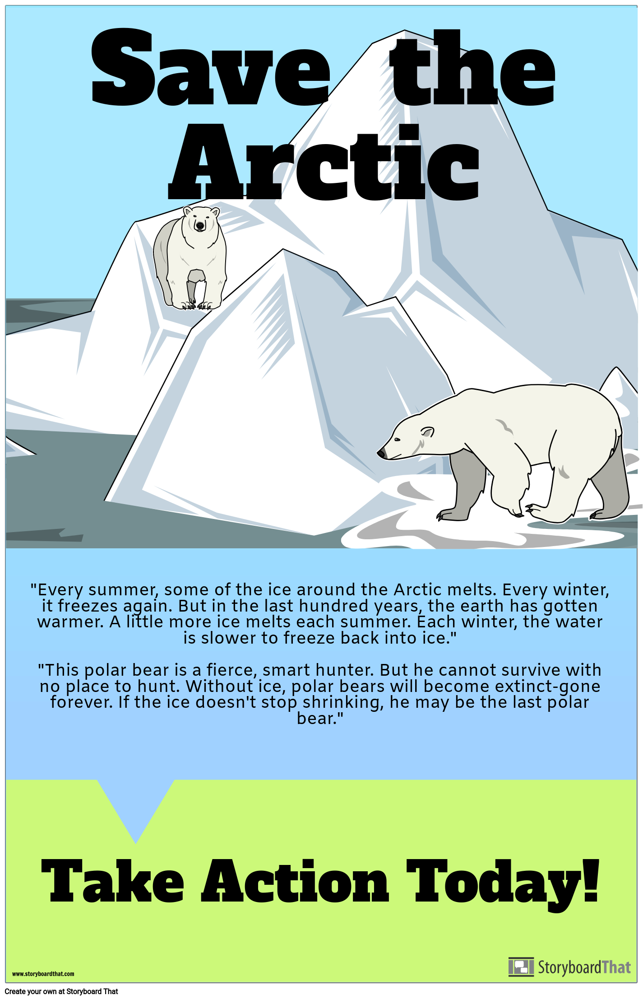 Save the
Arctic
"Every summer, some of the ice around the Arctic melts. Every winter,
it freezes again. But in the last hundred years, the earth has gotten
warmer. A little more ice melts each summer. Each winter, the water
is slower to freeze back into ice."
"This polar bear is a fierce, smart hunter. But he cannot survive with
no place to hunt. Without ice, polar bears will become extinct-gone
forever. If the ice doesn't stop shrinking, he may be the last polar
bear."
Take Action Today!
www.storyboardthat.com
StoryboardThat
Create your own at Storyboard That